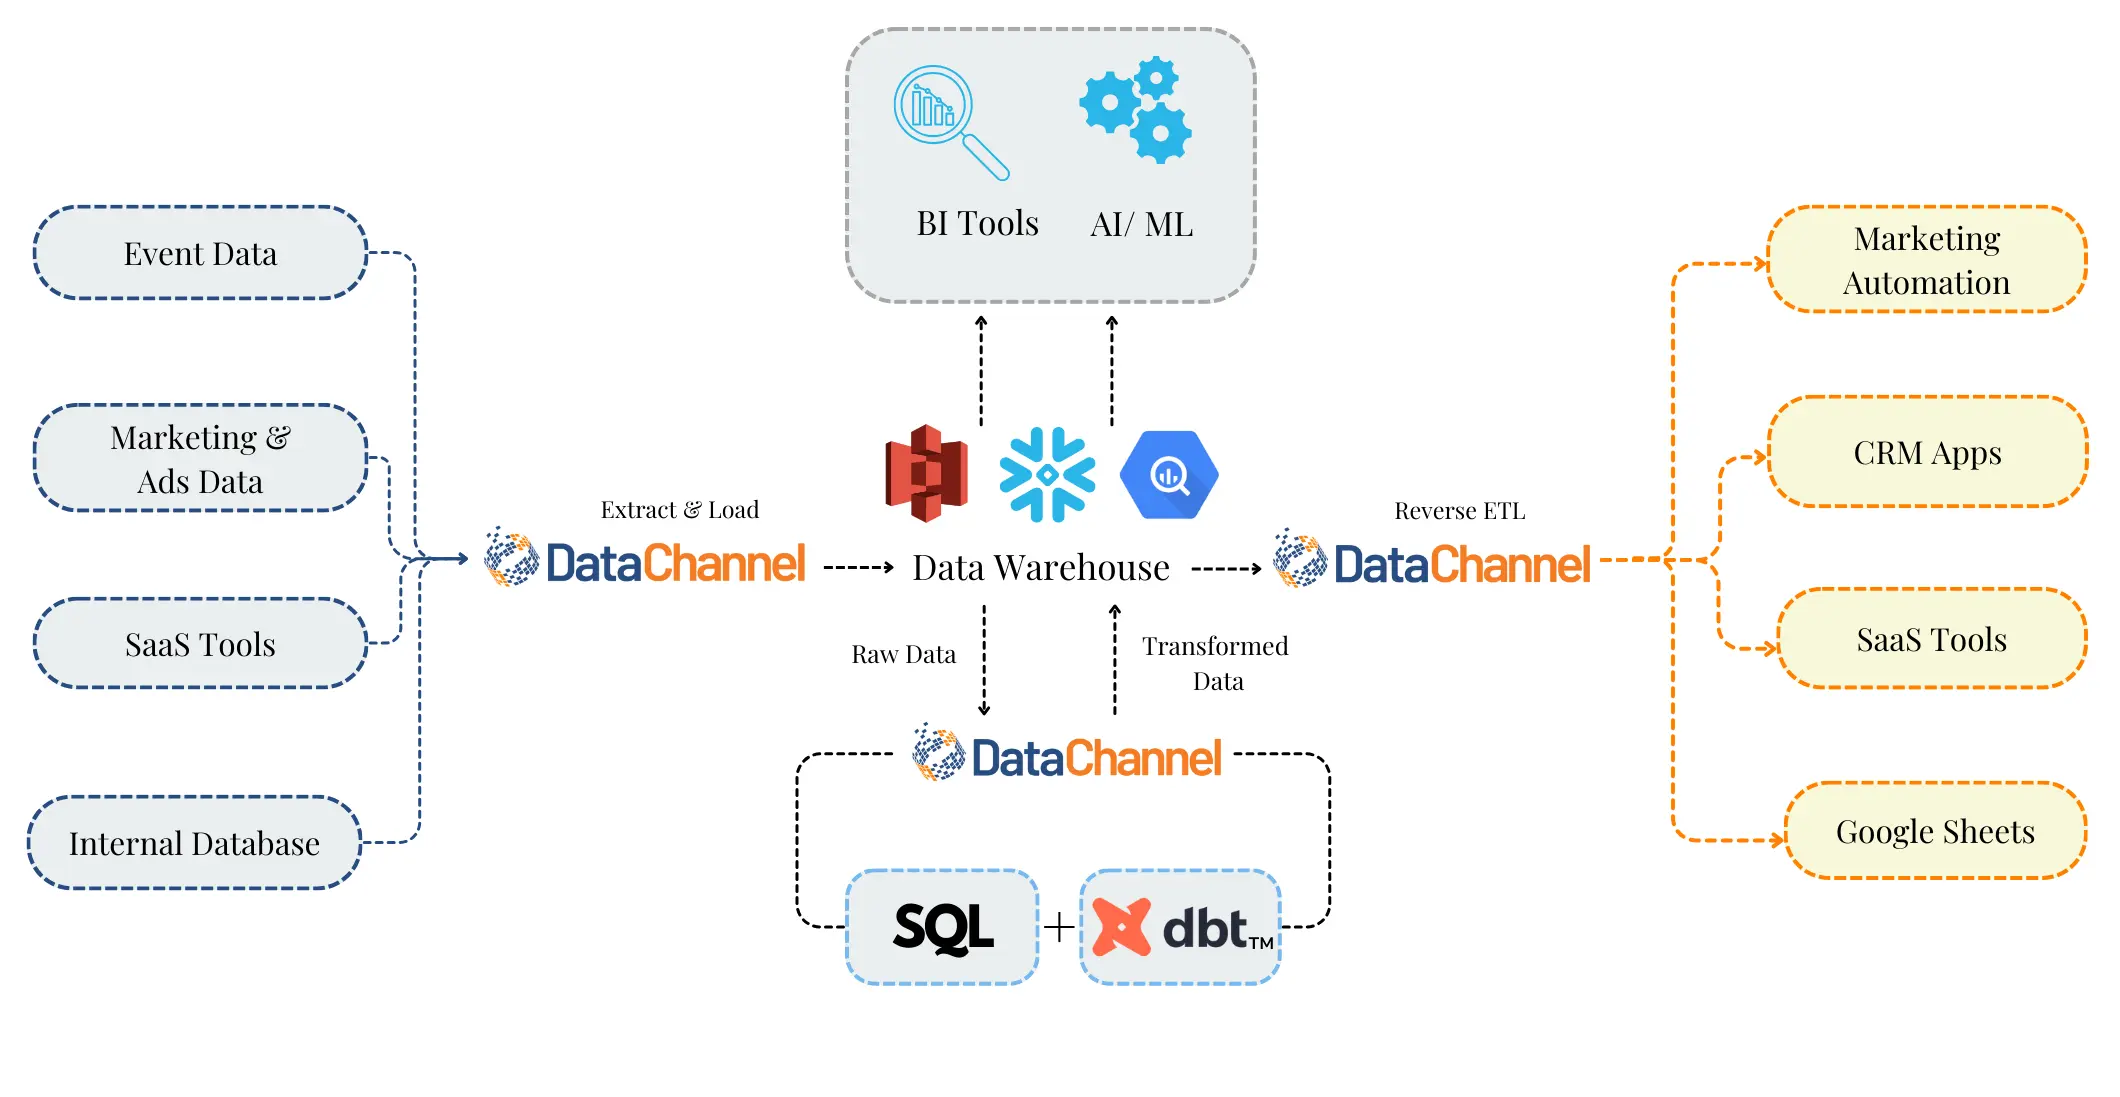 BI Tools
AI/ ML
Event Data
Marketing &
Ads Data
SaaS Tools
Internal Database
Extract & Load
DataChannel
Data Warehouse
Reverse ETL
DataChannel
Raw Data
Transformed
Data
DataChannel
SQL
+
dbt™
Marketing
Automation
CRM Apps
SaaS Tools
Google Sheets